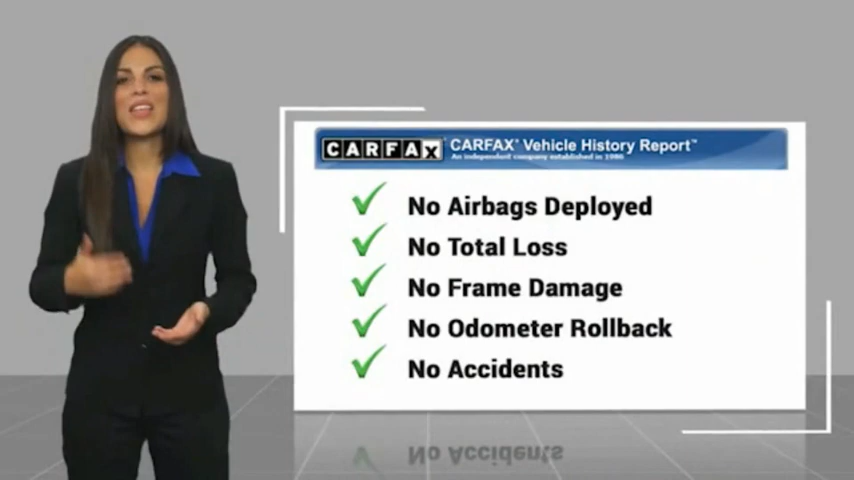 CARFAX CARFAX™ Vehicle History Report™
An independent company established in 1986
No Airbags Deployed
No Total Loss
No Frame Damage
No Odometer Rollback
No Accidents
No Accidents